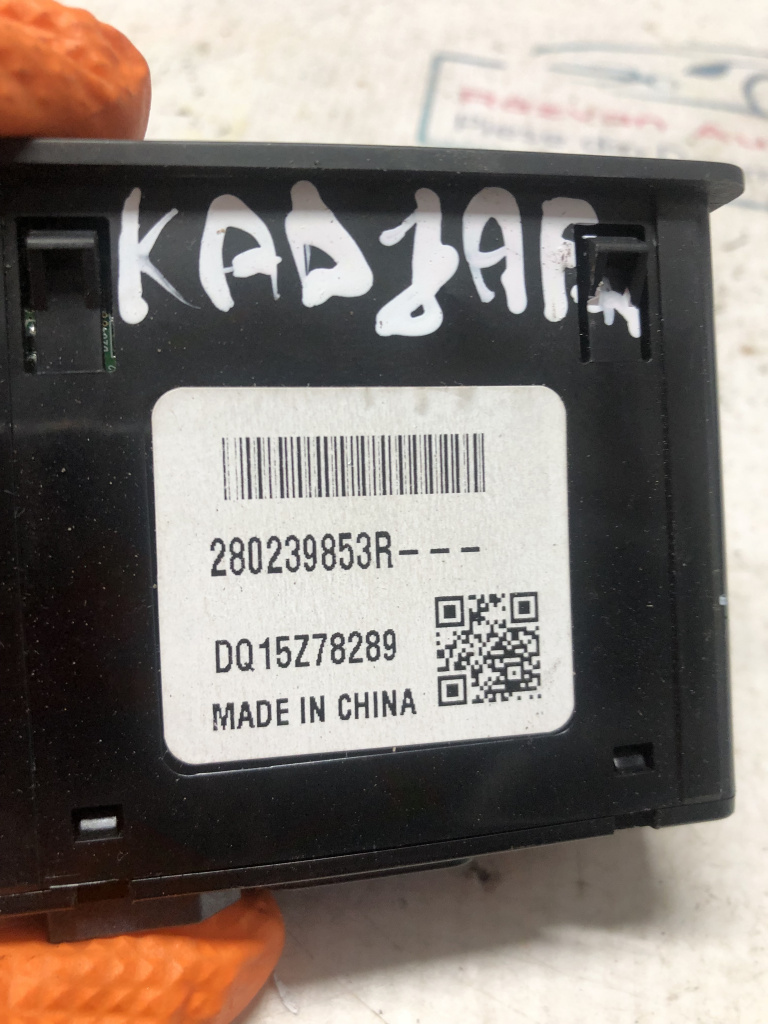 KADJAR
280239853R---
DQ15Z78289
MADE IN CHINA